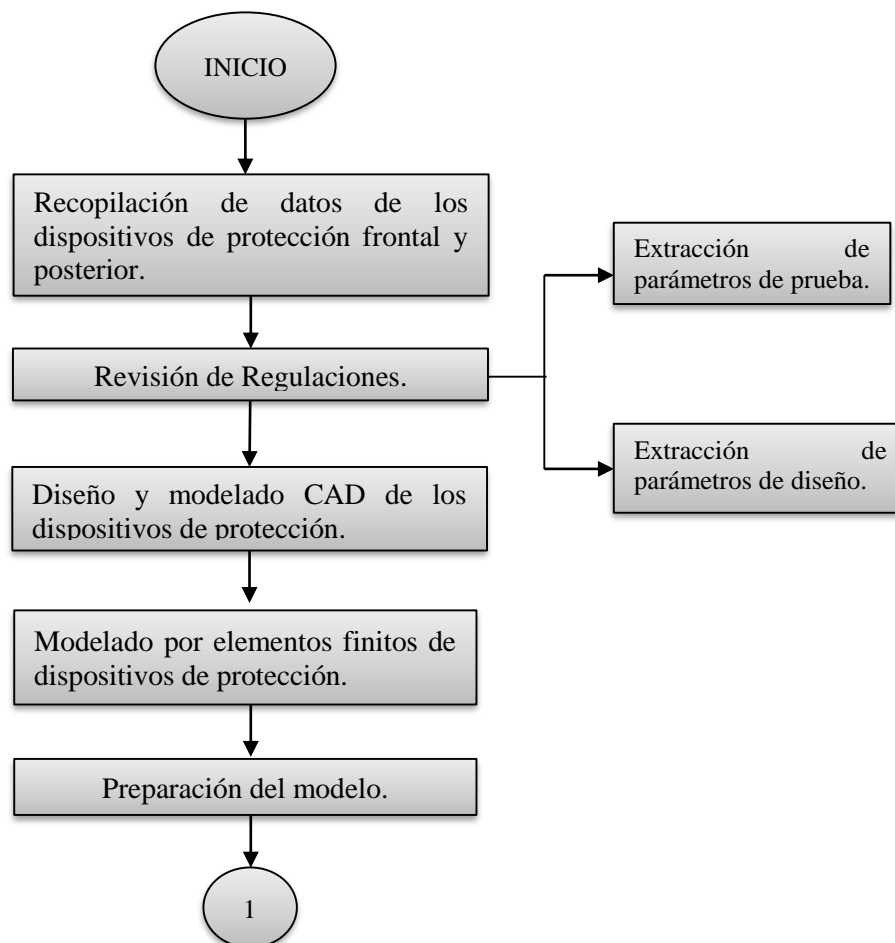 INICIO
Recopilación de datos de los
dispositivos de protección frontal y
posterior.
Extracción de
parámetros de prueba.
Revisión de Regulaciones.
Extracción de
parámetros de diseño.
Diseño y modelado CAD de los
dispositivos de protección.
Modelado por elementos finitos de
dispositivos de protección.
Preparación del modelo.
1